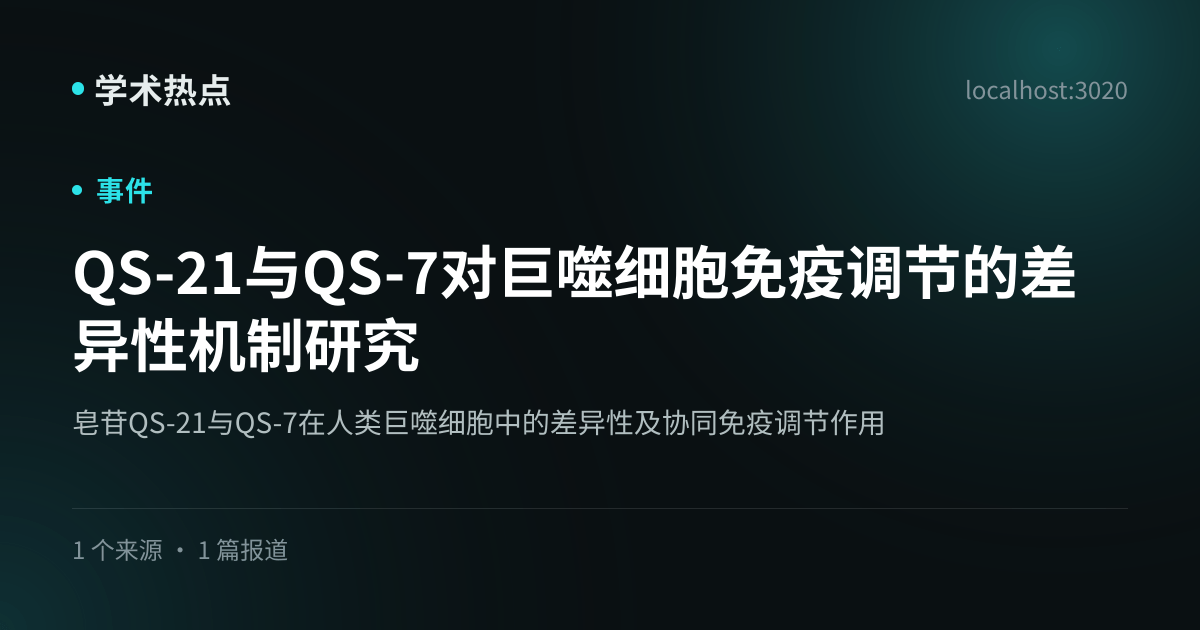 学术热点
localhost:3020
事件
QS-21与QS-7对巨噬细胞免疫调节的差
异性机制研究
皂苷QS-21与QS-7在人类巨噬细胞中的差异性及协同免疫调节作用
1 个来源 · 1 篇报道